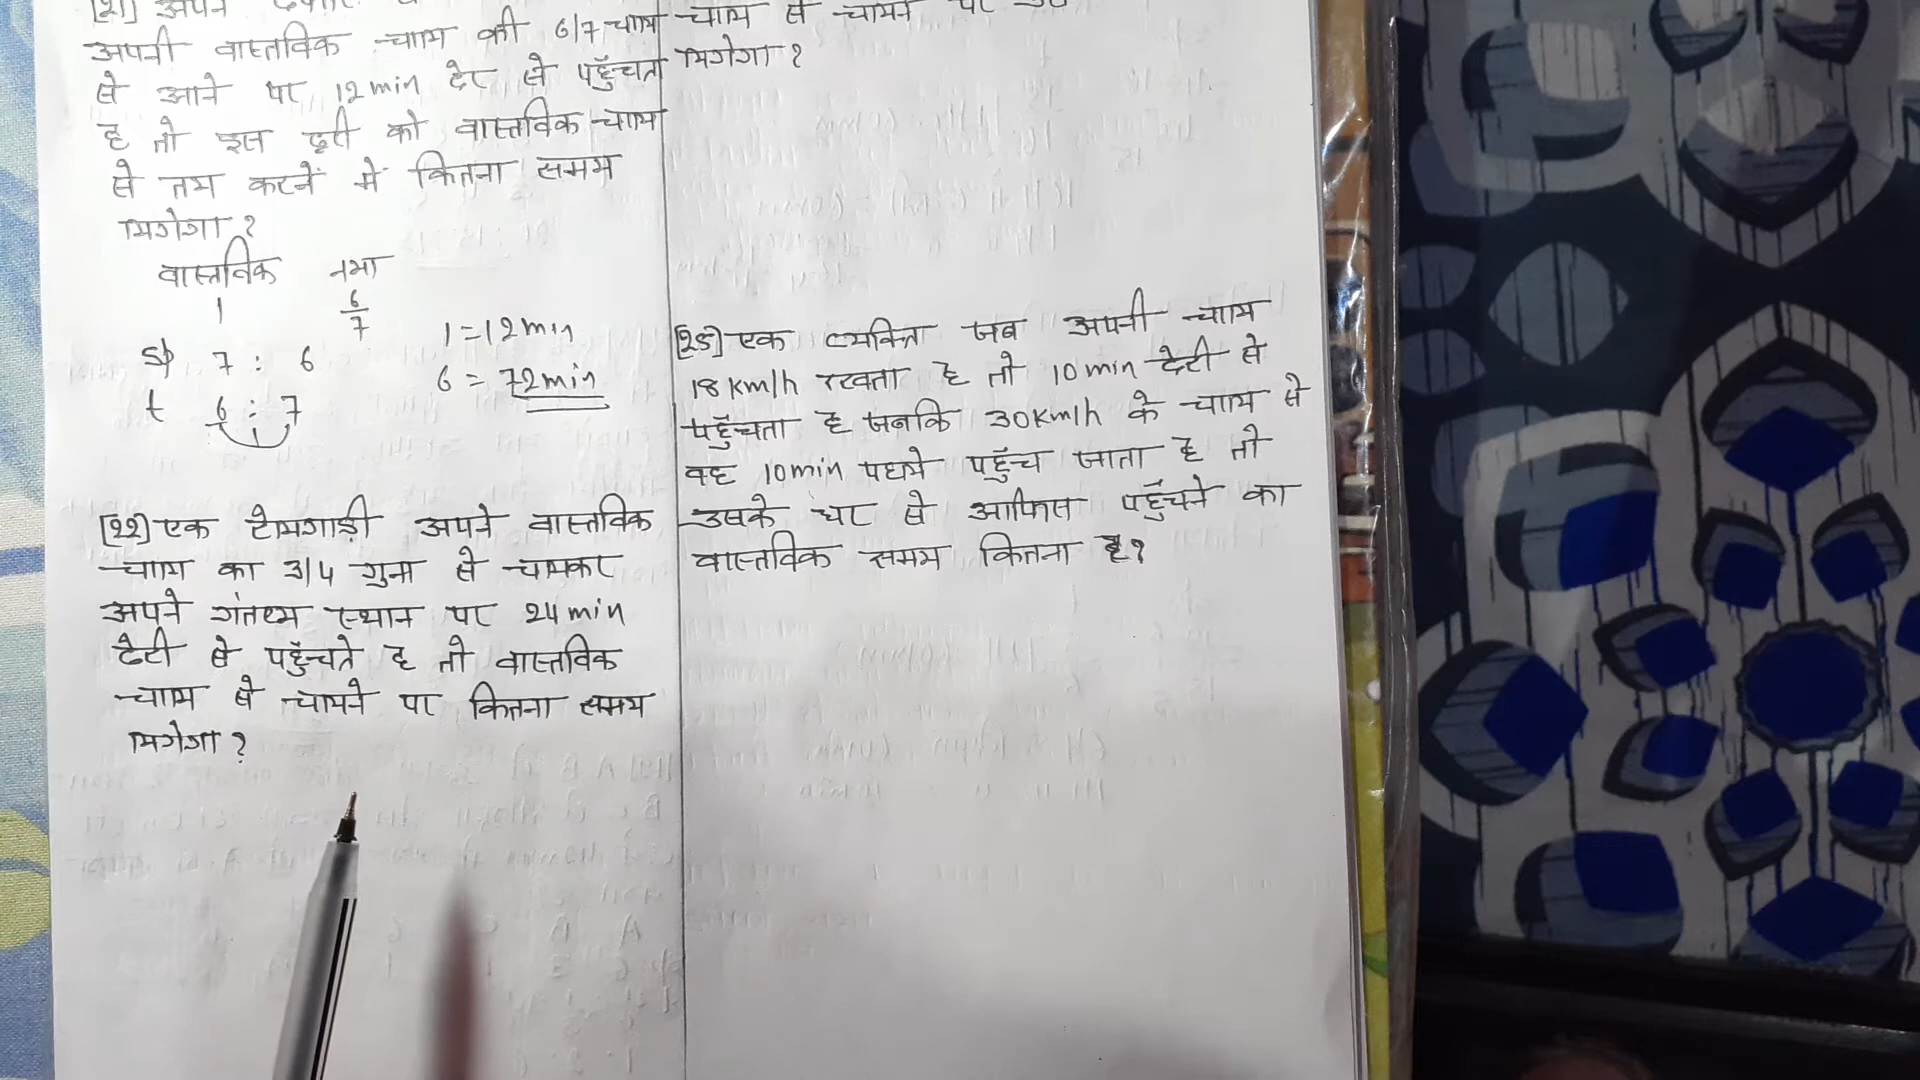 [21] अपने
अपनी वास्तविक चाल की 6/7 चाल
से आने पर 12 min देर से पहुँचता
है तो इस दूरी को वास्तविक चाल
से तय करनें में कितना समय
लगेगा?
वास्तविक नया
1 6/7
Sp 7 : 6
t 6 : 7
1
1 = 12 min
6 = 72 min
[22] एक रेलगाड़ी अपने वास्तविक
चाल का 3/4 गुना से चलकर
अपने गंतव्य स्थान पर 24 min
देरी से पहुँचते है तो वास्तविक
चाल से चलने पर कितना समय
लगेगा?
चाल से चलने पर
लगेगा?
[25] एक व्यक्ति जब अपनी चाल
18 km/h रखता है तो 10 min देरी से
पहुँचता है जबकि 30 km/h के चाल से
वह 10 min पहले पहुँच जाता है तो
उसके घर से आफिस पहुँचने का
वास्तविक समय कितना है?